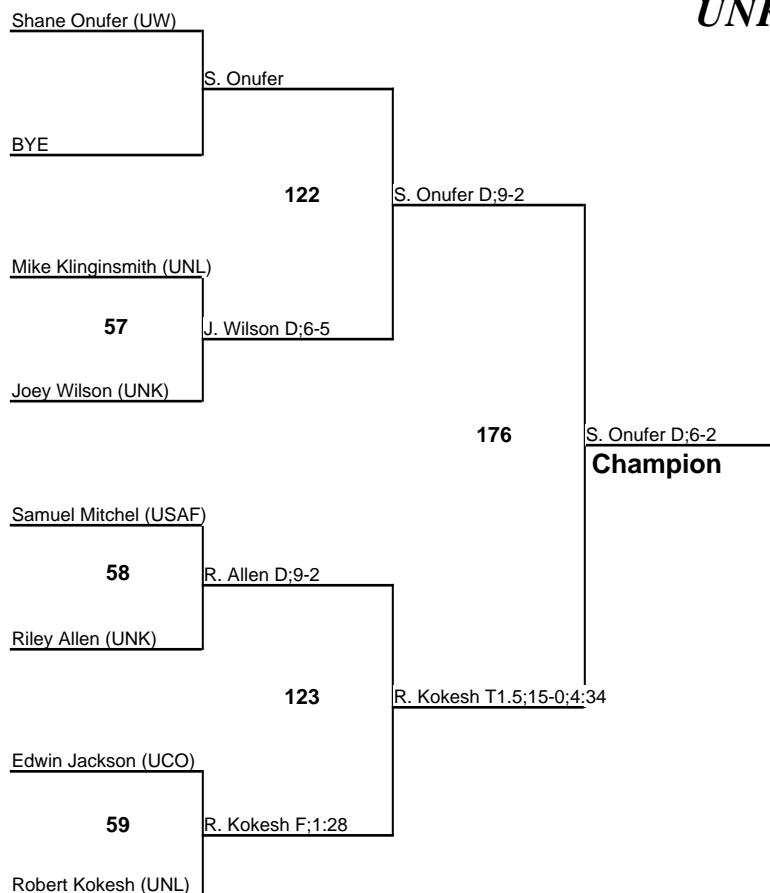 UNK
Shane Onufer (UW)
S. Onufer
BYE
122
S. Onufer D;9-2
Mike Klinginsmith (UNL)
57
J. Wilson D;6-5
Joey Wilson (UNK)
176
S. Onufer D;6-2
Champion
Samuel Mitchel (USAF)
58
R. Allen D;9-2
Riley Allen (UNK)
123
R. Kokesh T1.5;15-0;4:34
Edwin Jackson (UCO)
59
R. Kokesh F;1:28
Robert Kokesh (UNL)